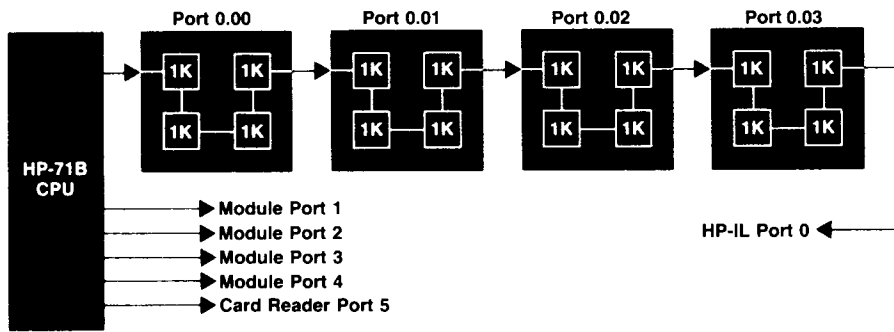 Port 0.00
Port 0.01
Port 0.02
Port 0.03
1K 1K
1K 1K
1K 1K
1K 1K
1K 1K
1K 1K
1K 1K
1K 1K
HP-71B
CPU
Module Port 1
Module Port 2
Module Port 3
Module Port 4
Card Reader Port 5
HP-IL Port 0